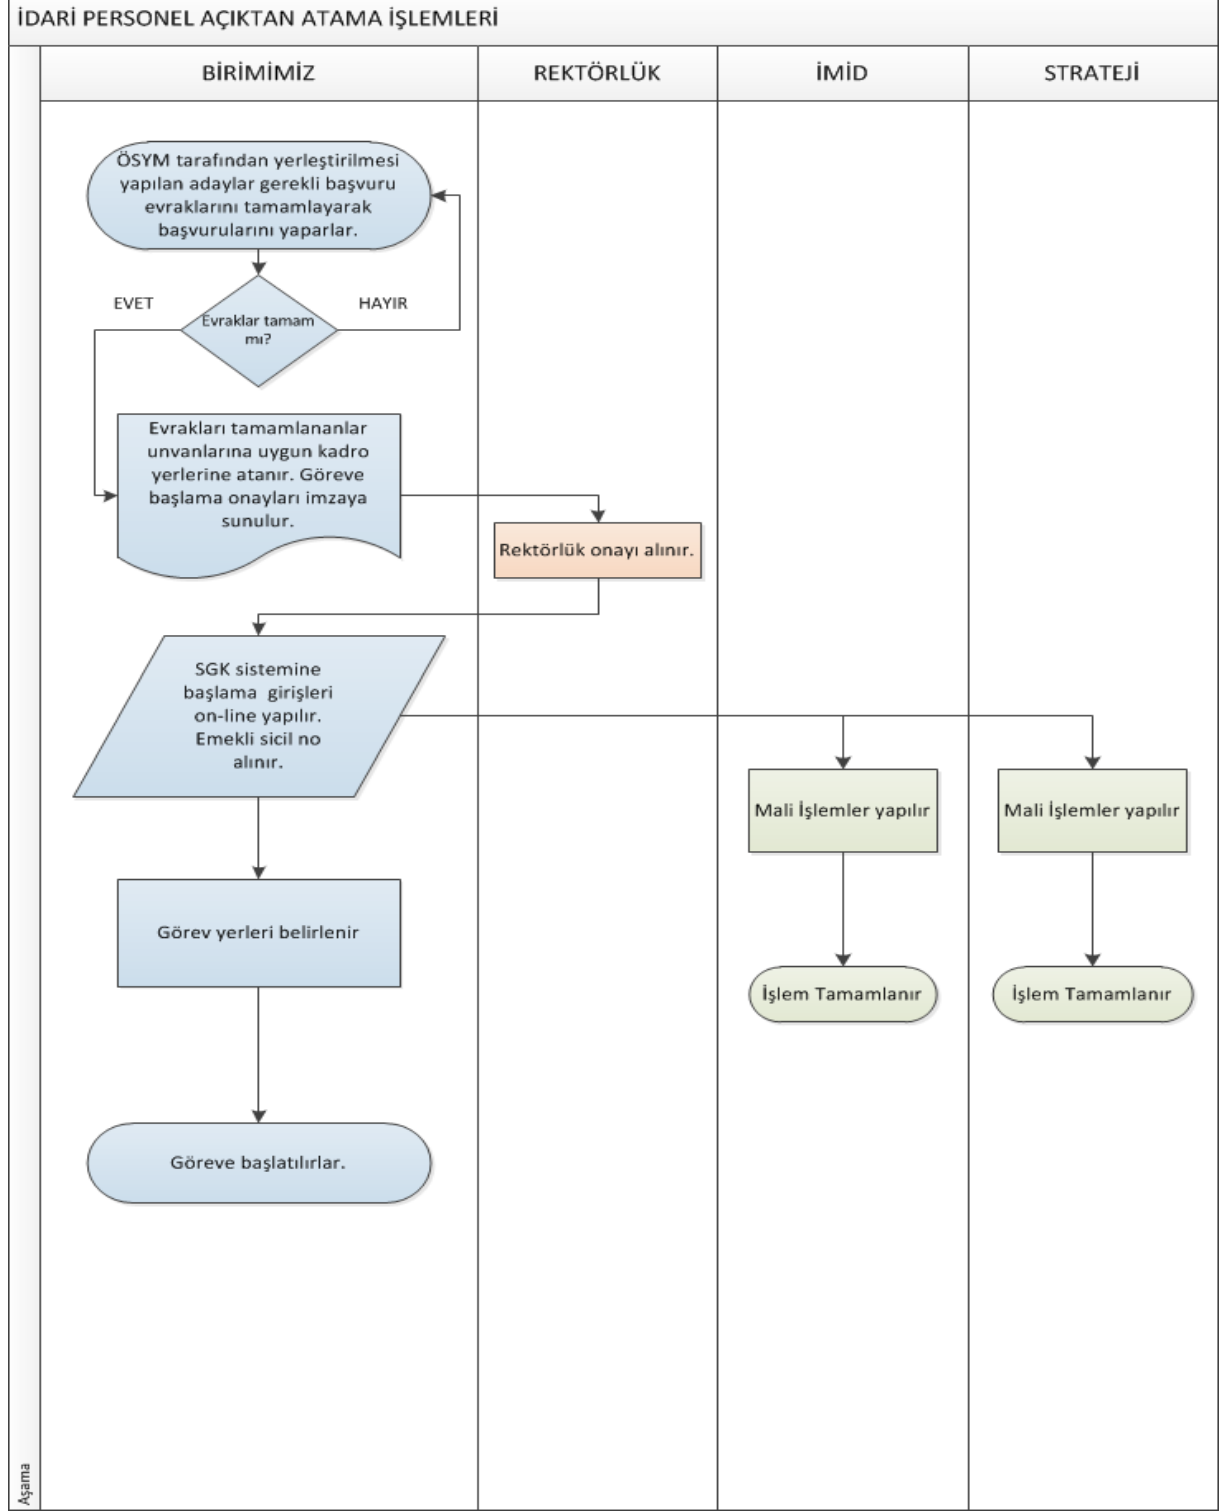 İDARİ PERSONEL AÇIKTAN ATAMA İŞLEMLERİ
BİRİMİMİZ
REKTÖRLÜK
İMİD
STRATEJİ
ÖSYM tarafından yerleştirilmesi
yapılan adaylar gerekli başvuru
evraklarını tamamlayarak
başvurularını yaparlar.
EVET
HAYIR
Evraklar tamam
mı?
Evrakları tamamlananlar
unvanlarına uygun kadro
yerlerine atanır. Göreve
başlama onayları imzaya
sunulur.
Rektörlük onayı alınır.
SGK sistemine
başlama girişleri
on-line yapılır.
Emekli sicil no
alınır.
Mali İşlemler yapılır
Mali İşlemler yapılır
Görev yerleri belirlenir
İşlem Tamamlanır
İşlem Tamamlanır
Göreve başlatılırlar.
Aşama